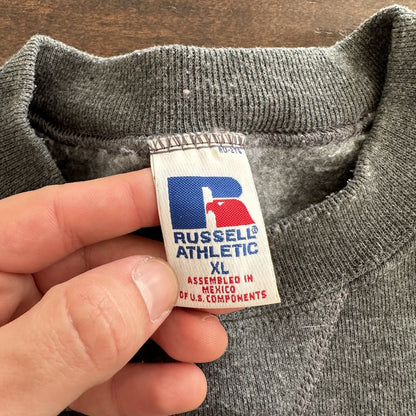 RUSSELL®
ATHLETIC
XL
ASSEMBLED IN
MEXICO
OF U.S. COMPONENTS